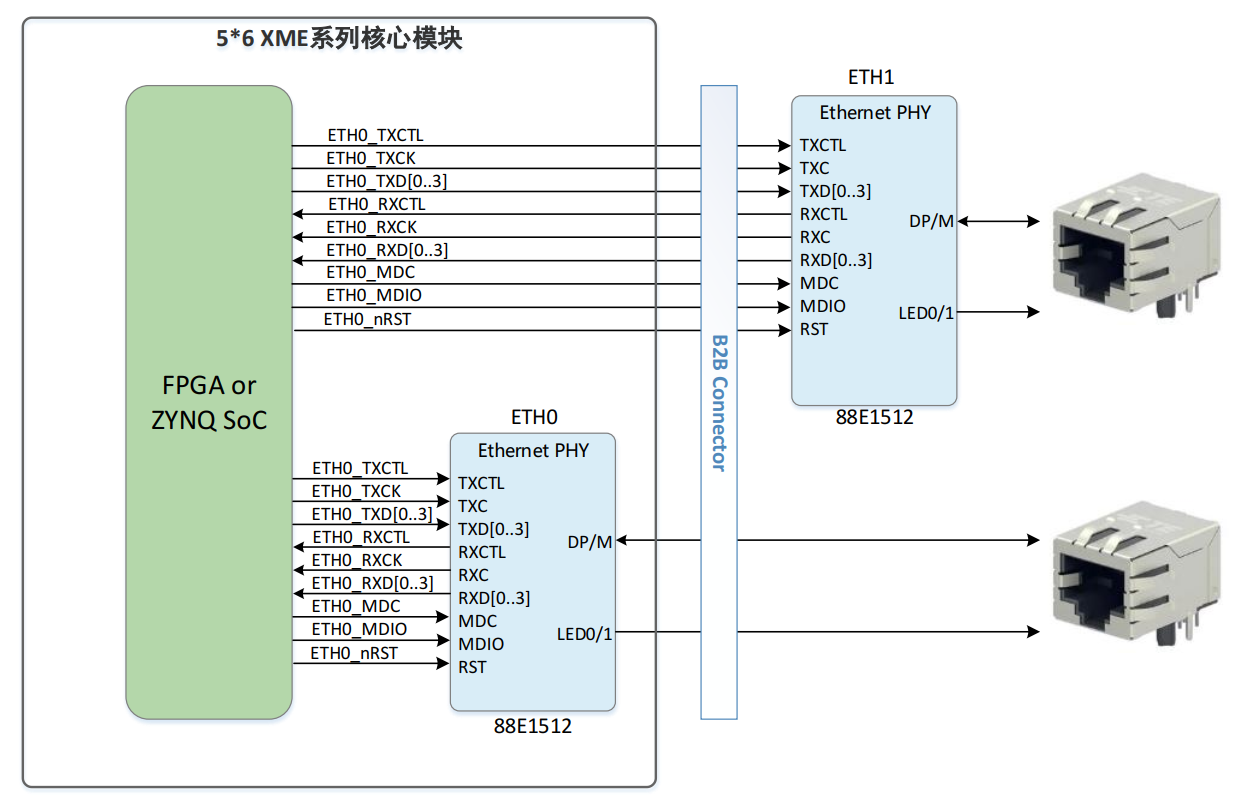 5*6 XME系列核心模块
ETH1
Ethernet PHY
ETH0_TXCTL
ETH0_TXCK
ETH0_TXD[0..3]
ETH0_RXCTL
ETH0_RXCK
ETH0_RXD[0..3]
ETH0_MDC
ETH0_MDIO
ETH0_nRST
TXCTL
TXC
TXD[0..3]
RXCTL
RXC
RXD[0..3]
MDC
MDIO
RST
DP/M
LED0/1
88E1512
B2B Connector
FPGA or
ZYNQ SoC
ETH0
Ethernet PHY
ETH0_TXCTL
ETH0_TXCK
ETH0_TXD[0..3]
ETH0_RXCTL
ETH0_RXCK
ETH0_RXD[0..3]
ETH0_MDC
ETH0_MDIO
ETH0_nRST
TXCTL
TXC
TXD[0..3]
RXCTL
RXC
RXD[0..3]
MDC
MDIO
RST
DP/M
LED0/1
88E1512